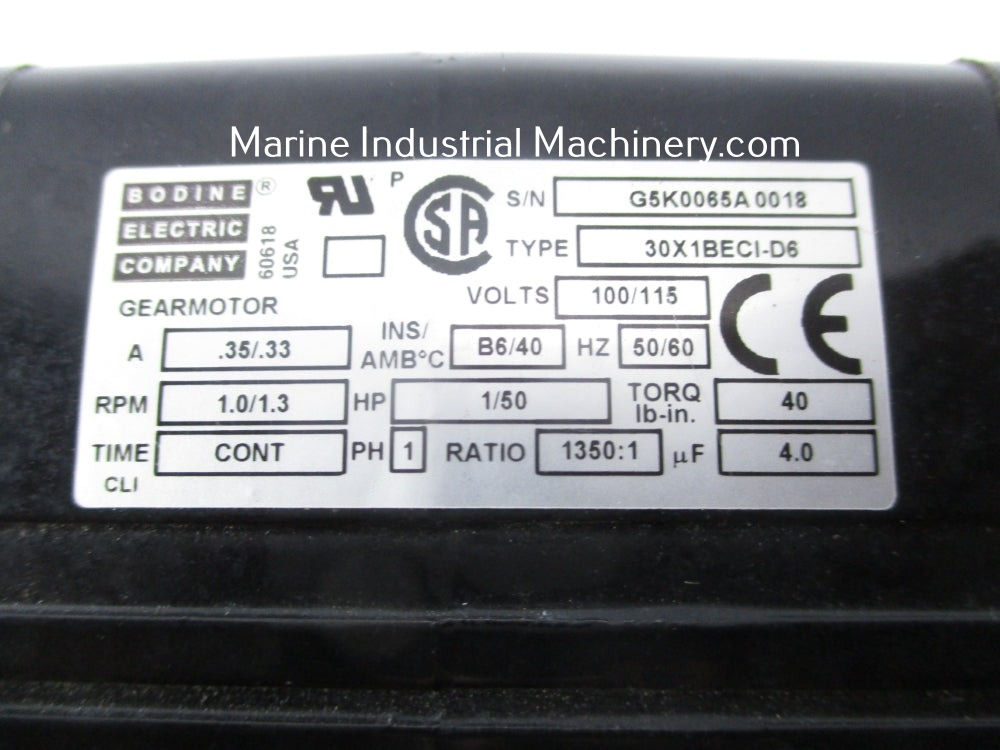 Marine Industrial Machinery.com
BODINE ®
ELECTRIC
COMPANY
60618
USA
P
S/N G5K0065A 0018
TYPE 30X1BECI-D6
GEARMOTOR
VOLTS 100/115
A .35/.33
INS/
AMB°C B6/40
HZ 50/60
RPM 1.0/1.3
HP 1/50
TORQ
lb-in. 40
TIME CONT
PH 1
RATIO 1350:1
µF 4.0
CLI